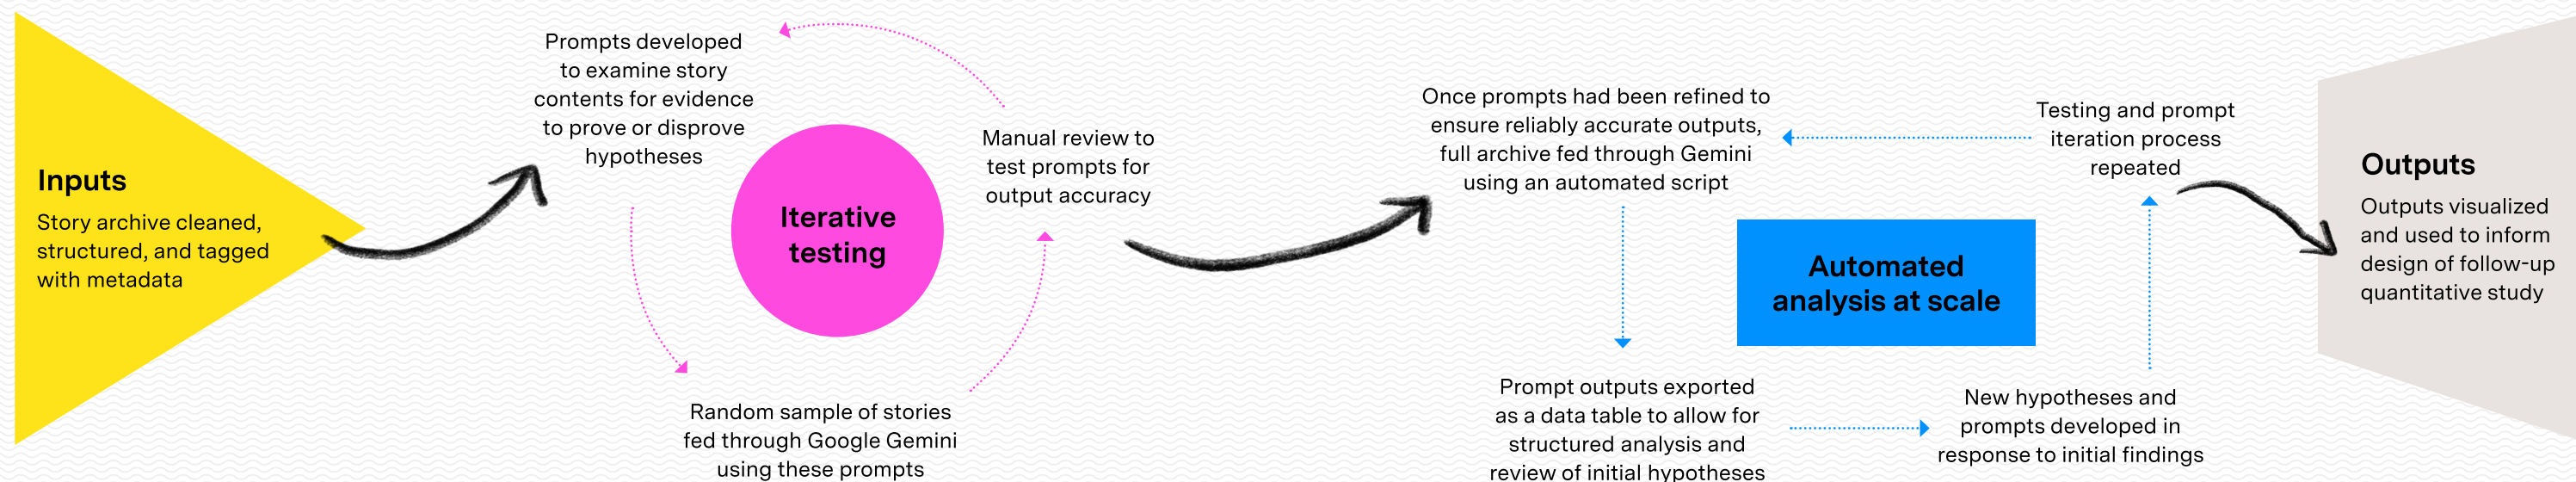 Inputs
Story archive cleaned,
structured, and tagged
with metadata
Prompts developed
to examine story
contents for evidence
to prove or disprove
hypotheses
Iterative
testing
Manual review to
test prompts for
output accuracy
Random sample of stories
fed through Google Gemini
using these prompts
Once prompts had been refined to
ensure reliably accurate outputs,
full archive fed through Gemini
using an automated script
Automated
analysis at scale
Prompt outputs exported
as a data table to allow for
structured analysis and
review of initial hypotheses
New hypotheses and
prompts developed in
response to initial findings
Testing and prompt
iteration process
repeated
Outputs
Outputs visualized
and used to inform
design of follow-up
quantitative study